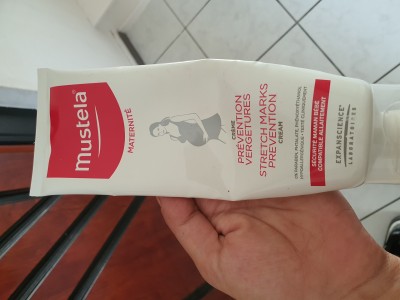 mustela
MATERNITÉ
CRÈME
PRÉVENTION
VERGETURES
STRETCH MARKS
PREVENTION
CREAM
SÉCURITÉ MAMAN BÉBÉ
COMPATIBLE ALLAITEMENT
EXPANSCIENCE
LABORATOIRES